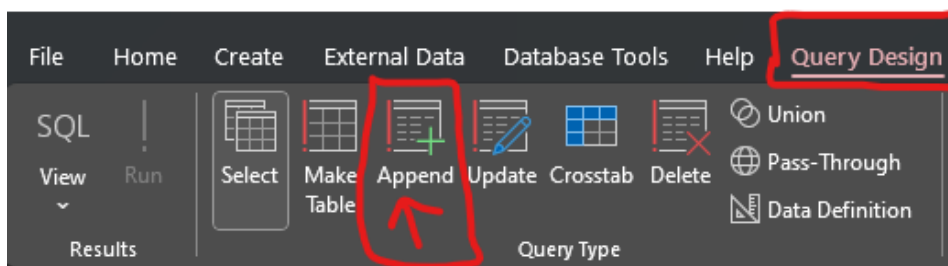 File Home Create External Data Database Tools Help Query Design
SQL
View
Run
Select
Make
Table
Append
Update
Crosstab
Delete
Union
Pass-Through
Data Definition
Results
Query Type